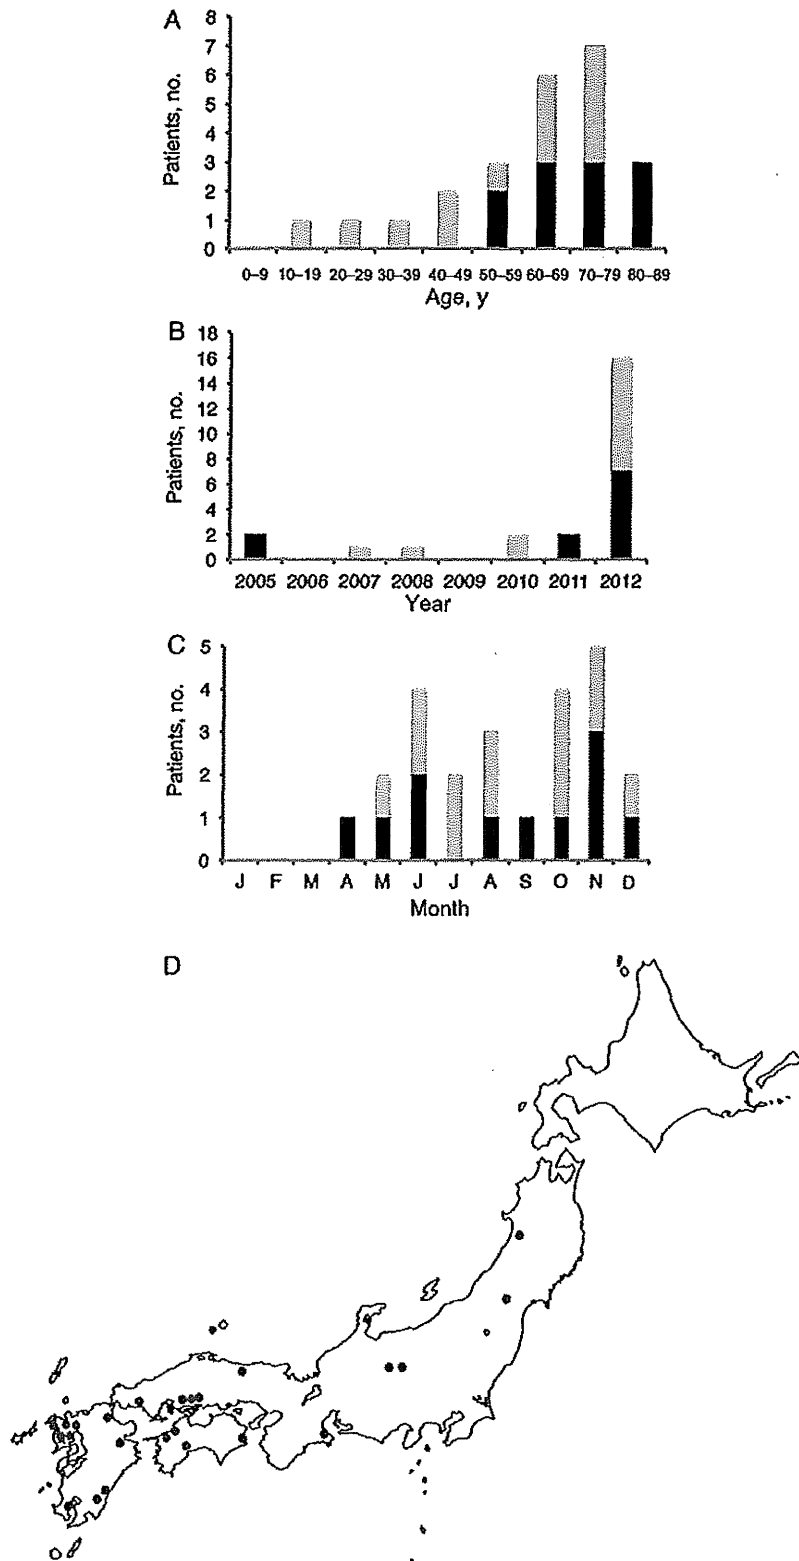 A
8
7
6
5
4
3
2
1
0
Patients, no.
0–9 10–19 20–29 30–39 40–49 50–59 60–69 70–79 80–89
Age, y
B
18
16
14
12
10
8
6
4
2
0
Patients, no.
2005 2006 2007 2008 2009 2010 2011 2012
Year
C
5
4
3
2
1
0
Patients, no.
J F M A M J J A S O N D
Month
D